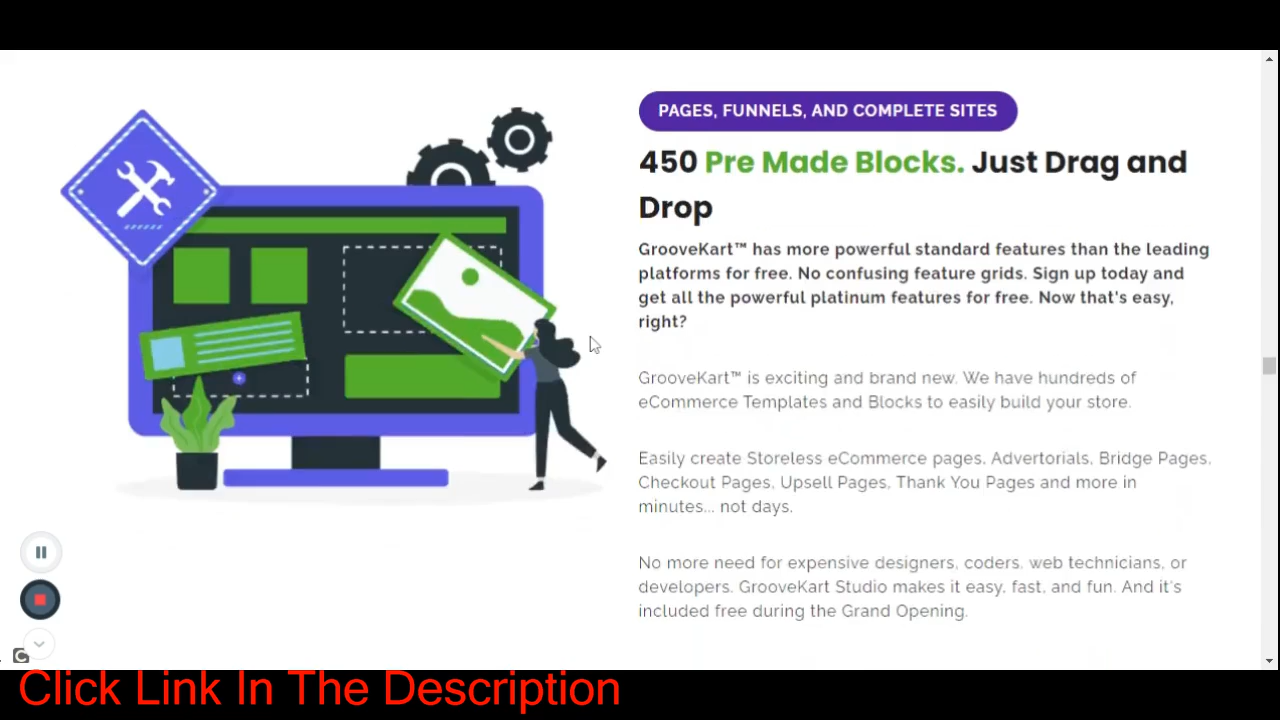 PAGES, FUNNELS, AND COMPLETE SITES
450 Pre Made Blocks. Just Drag and
Drop
GrooveKart™ has more powerful standard features than the leading
platforms for free. No confusing feature grids. Sign up today and
get all the powerful platinum features for free. Now that's easy,
right?
GrooveKart™ is exciting and brand new. We have hundreds of
eCommerce Templates and Blocks to easily build your store.
Easily create Storeless eCommerce pages, Advertorials, Bridge Pages,
Checkout Pages, Upsell Pages, Thank You Pages and more in
minutes... not days.
No more need for expensive designers, coders, web technicians, or
developers. GrooveKart Studio makes it easy, fast, and fun. And it's
included free during the Grand Opening.
Click Link In The Description